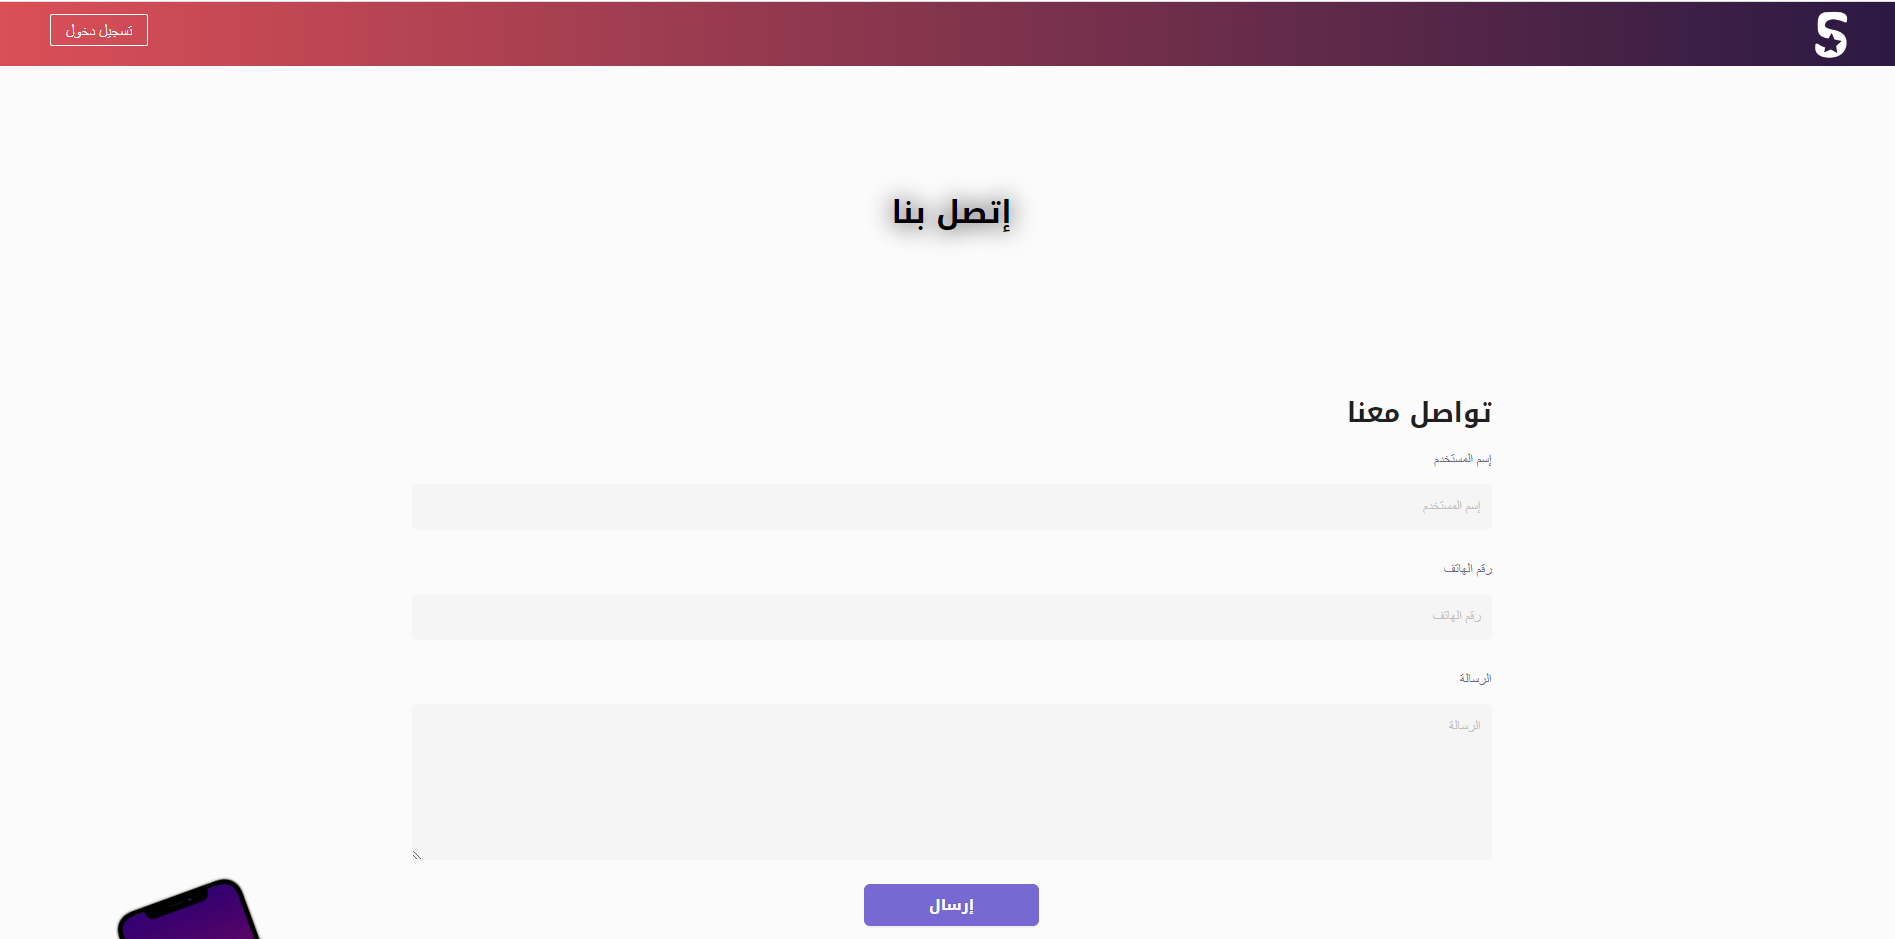 S
تسجيل دخول
إتصل بنا
تواصل معنا
إسم المستخدم
إسم المستخدم
رقم الهاتف
رقم الهاتف
الرسالة
الرسالة
إرسال